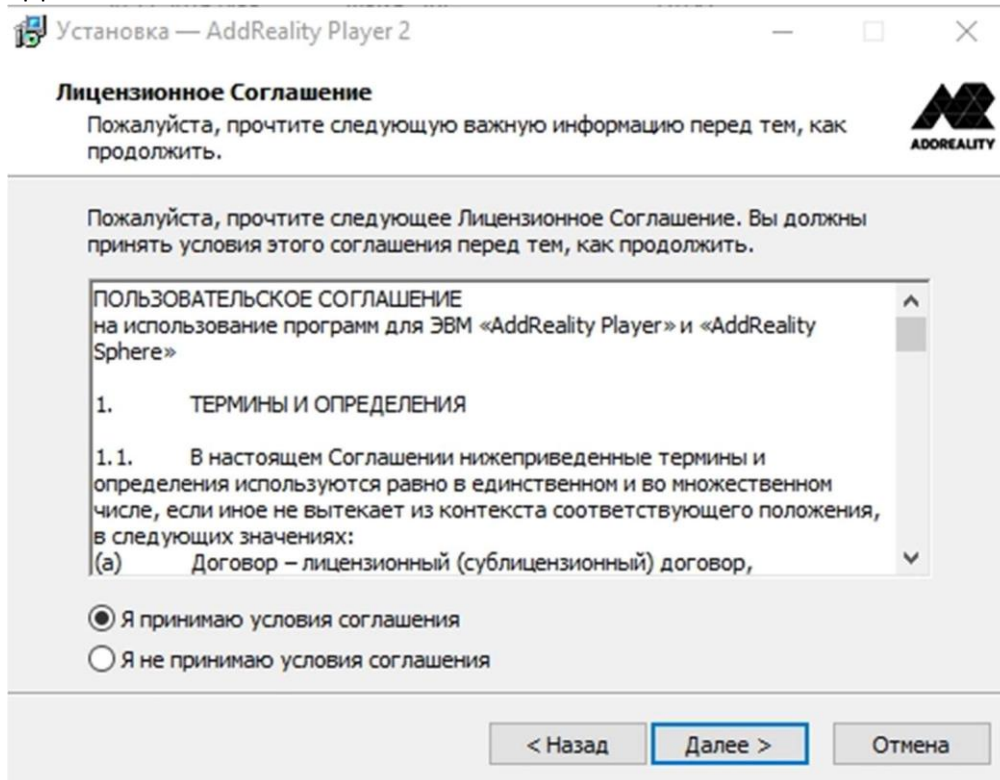 Установка — AddReality Player 2
Лицензионное Соглашение
Пожалуйста, прочтите следующую важную информацию перед тем, как
продолжить.
ADDREALITY
Пожалуйста, прочтите следующее Лицензионное Соглашение. Вы должны
принять условия этого соглашения перед тем, как продолжить.
ПОЛЬЗОВАТЕЛЬСКОЕ СОГЛАШЕНИЕ
на использование программ для ЭВМ «AddReality Player» и «AddReality
Sphere»
1. ТЕРМИНЫ И ОПРЕДЕЛЕНИЯ
1.1. В настоящем Соглашении нижеприведенные термины и
определения используются равно в единственном и во множественном
числе, если иное не вытекает из контекста соответствующего положения,
в следующих значениях:
(a) Договор – лицензионный (сублицензионный) договор,
Я принимаю условия соглашения
Я не принимаю условия соглашения
< Назад
Далее >
Отмена